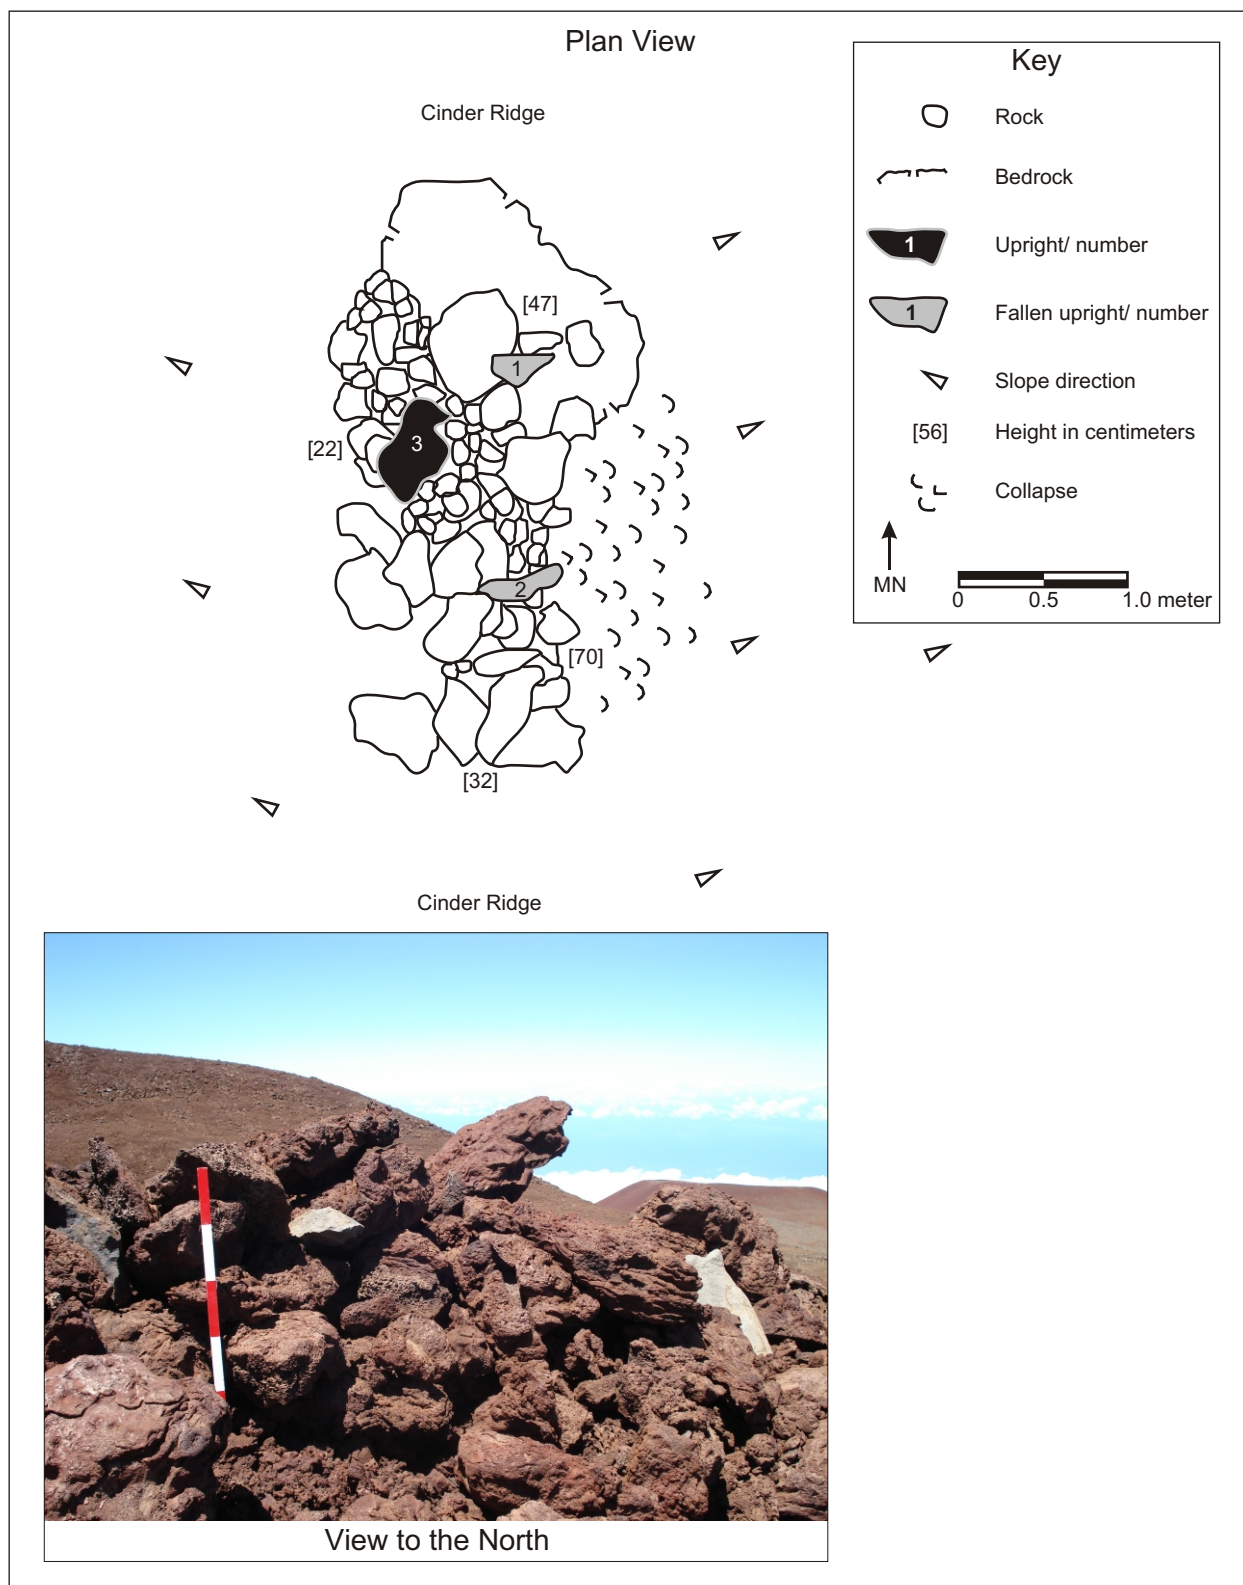 Plan View
Cinder Ridge
[47]
1
3
[22]
2
[70]
[32]
Cinder Ridge
Key
Rock
Bedrock
1 Upright/ number
1 Fallen upright/ number
Slope direction
[56] Height in centimeters
Collapse
MN
0 0.5 1.0 meter
View to the North